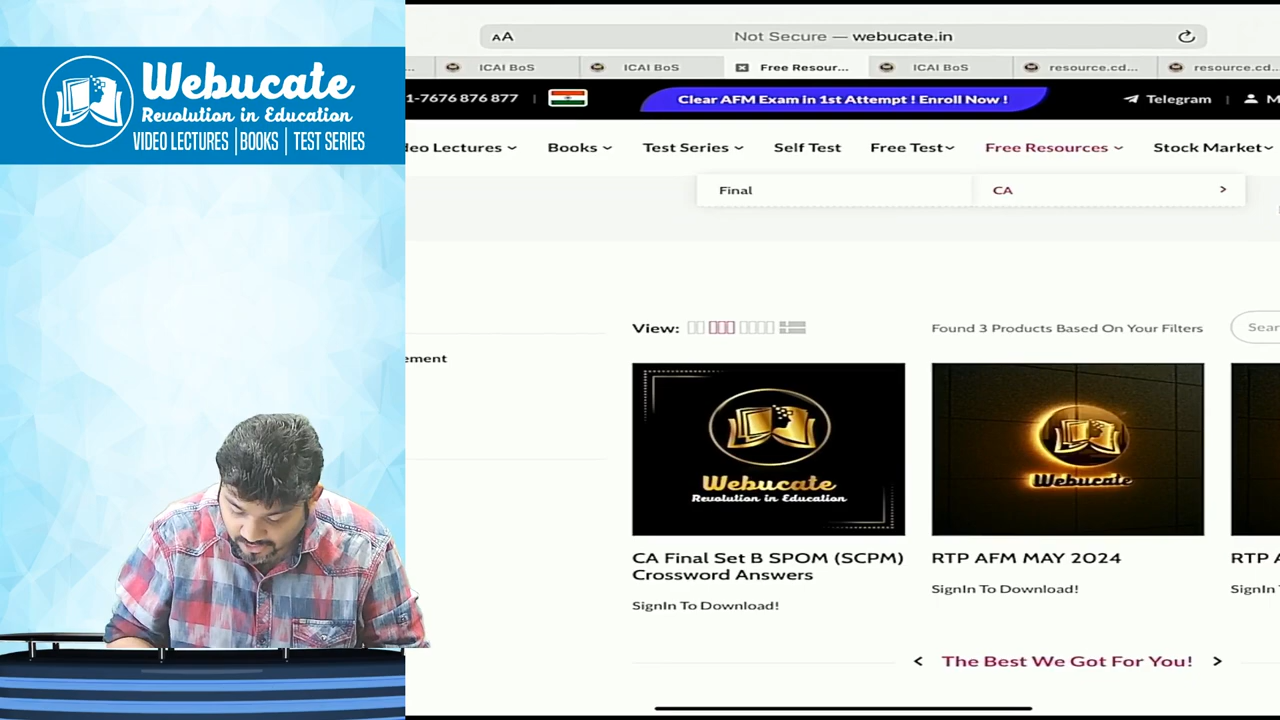 Webucate
Revolution in Education
VIDEO LECTURES | BOOKS | TEST SERIES
AA
Not Secure — webucate.in
...
ICAI BoS
ICAI BoS
Free Resour...
ICAI BoS
resource.cd...
resource.cd...
1-7676 876 877
Clear AFM Exam in 1st Attempt ! Enroll Now !
Telegram
M
deo Lectures
Books
Test Series
Self Test
Free Test
Free Resources
Stock Market
Final
CA
View:
Found 3 Products Based On Your Filters
Sear
ement
Webucate
Revolution in Education
Webucate
CA Final Set B SPOM (SCPM)
Crossword Answers
SignIn To Download!
RTP AFM MAY 2024
SignIn To Download!
RTP A
SignIn To
The Best We Got For You!